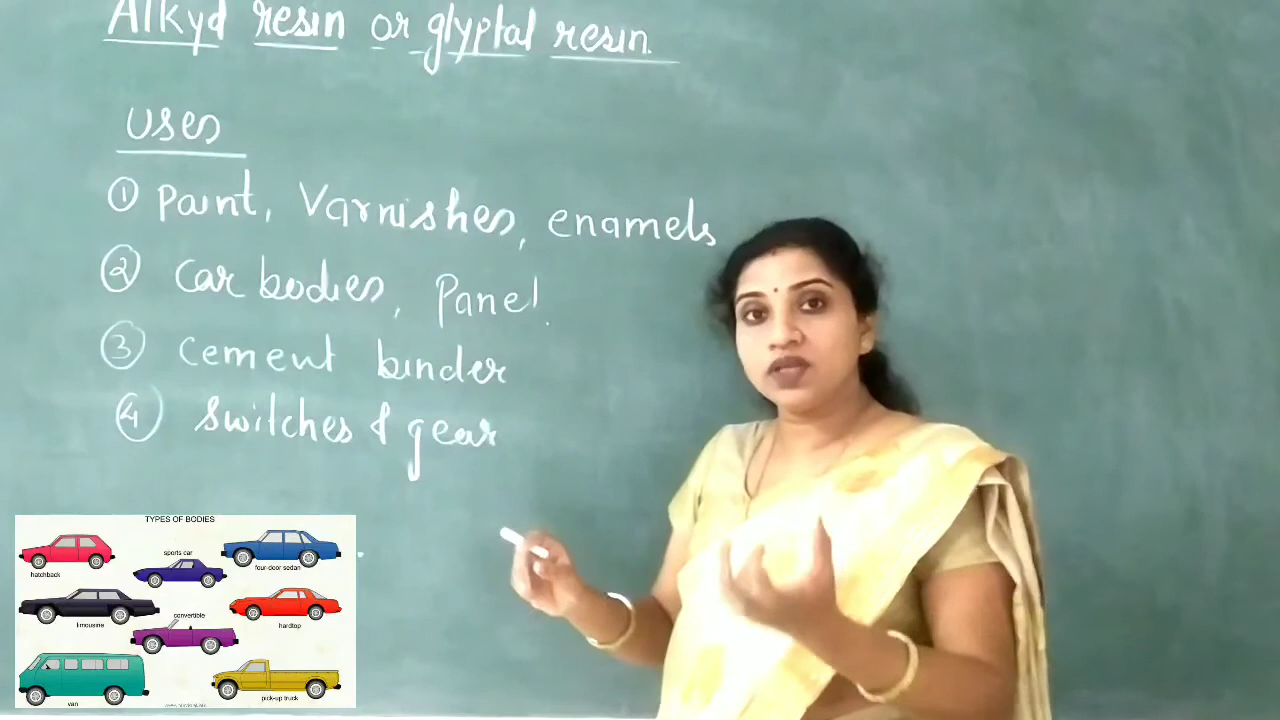 Alkyd resin or glyptal resin.
uses
① Paint, Varnishes, enamels
② Car bodies, Panel.
③ Cement binder
④ switches & gear
TYPES OF BODIES
hatchback
sports car
four-door sedan
limousine
convertible
hardtop
van
pick-up truck